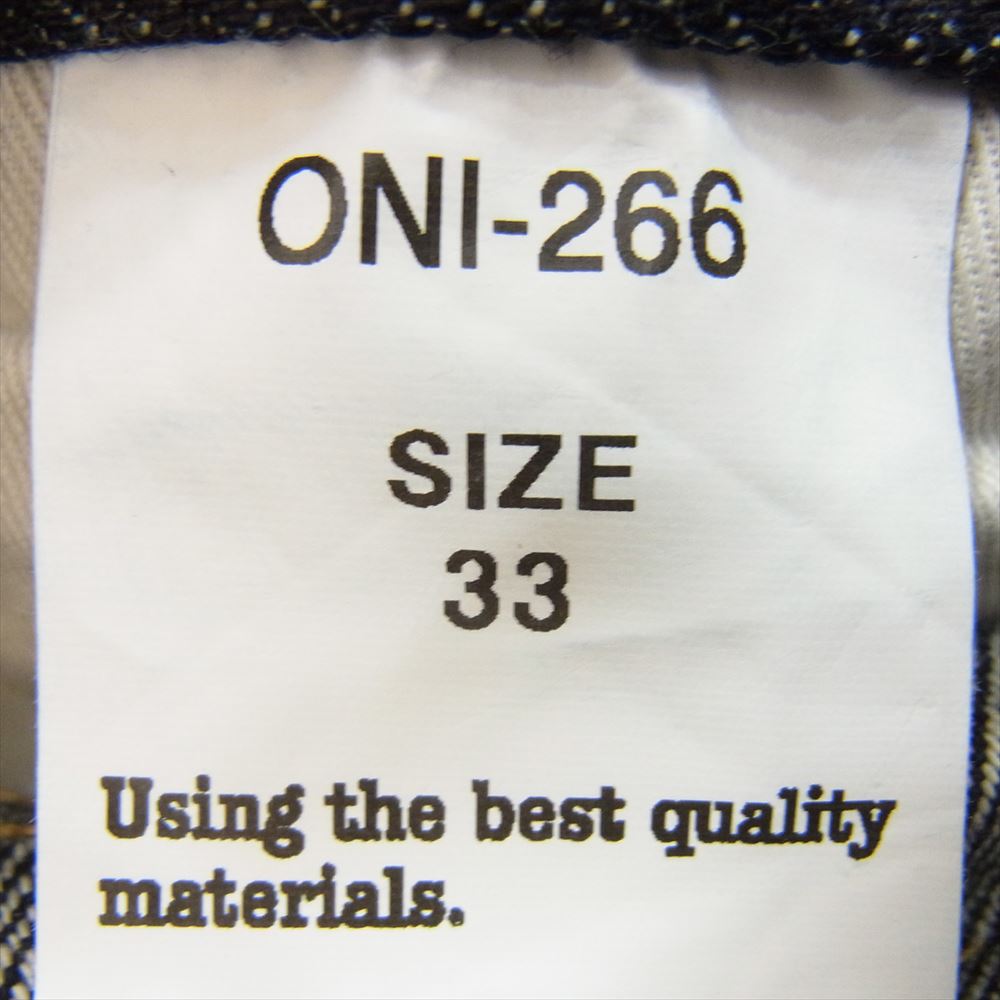 ONI-266
SIZE
33
Using the best quality
materials.